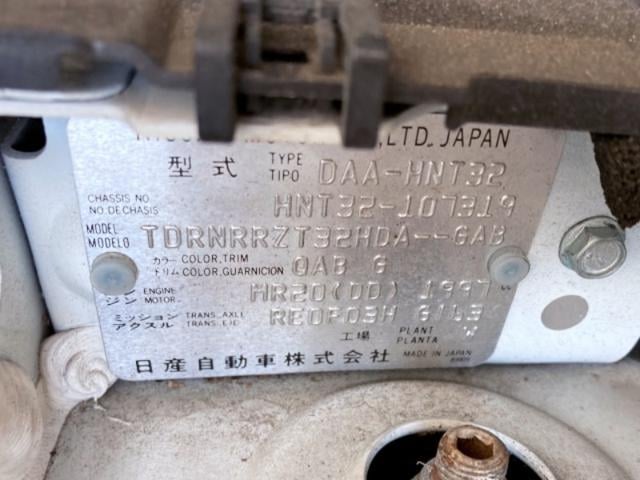 LTD. JAPAN
型式 TYPE TIPO DAA-HNT32
CHASSIS NO
NO DE CHASIS HNT32-107319
MODEL
MODELO TDRNRRZT32HDA--GAB
カラー COLOR,TRIM
トリム COLOR,GUARNICION QAB G
ENGINE
ジン MOTOR MR20(DD) 1997 cc
ミッション TRANS. AXLE
アクスル TRANS. EJE RE0F03H
工場 PLANT PLANTA W
日産自動車株式会社 MADE IN JAPAN